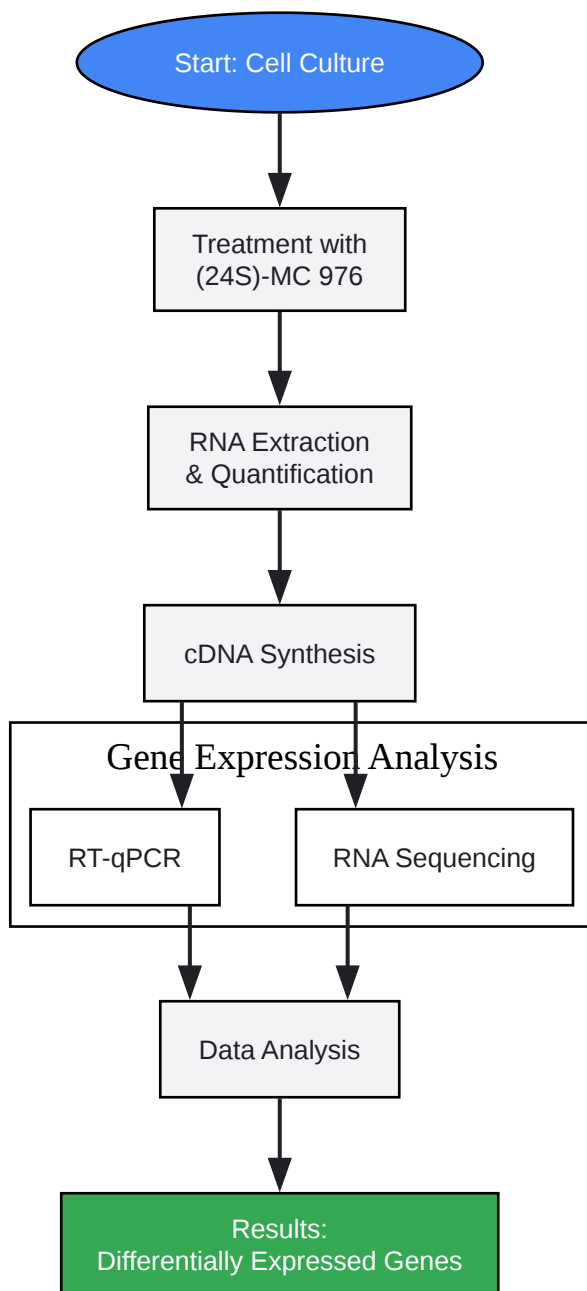 Start: Cell Culture
Treatment with
(24S)-MC 976
RNA Extraction
& Quantification
cDNA Synthesis
Gene Expression Analysis
RT-qPCR
RNA Sequencing
Data Analysis
Results:
Differentially Expressed Genes